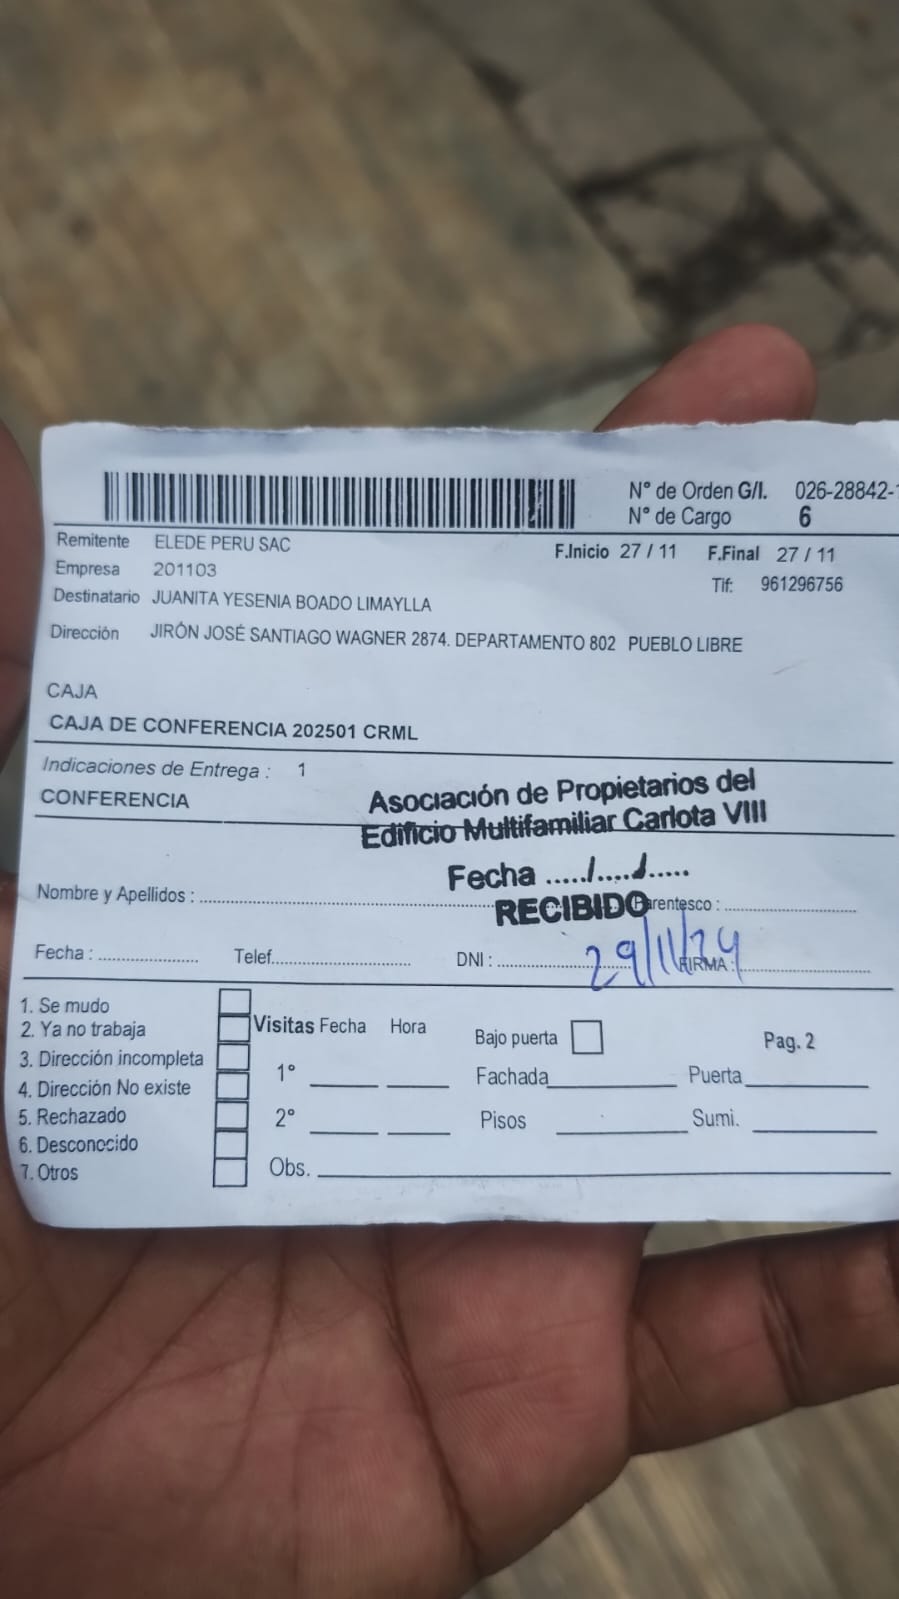 N° de Orden G/I. 026-28842-
N° de Cargo 6
Remitente ELEDE PERU SAC
F.Inicio 27 / 11 F.Final 27 / 11
Empresa 201103
Tlf: 961296756
Destinatario JUANITA YESENIA BOADO LIMAYLLA
Dirección JIRÓN JOSÉ SANTIAGO WAGNER 2874. DEPARTAMENTO 802 PUEBLO LIBRE
CAJA
CAJA DE CONFERENCIA 202501 CRML
Indicaciones de Entrega : 1
CONFERENCIA
Asociación de Propietarios del
Edificio Multifamiliar Carlota VIII
Fecha ...../...../.....
RECIBIDO
Nombre y Apellidos : Parentesco :
29/11/24
Fecha : Telef. DNI : FIRMA :
1. Se mudo
2. Ya no trabaja
3. Dirección incompleta
4. Dirección No existe
5. Rechazado
6. Desconocido
7. Otros
Visitas Fecha Hora
1°
2°
Obs.
Bajo puerta
Pag. 2
Fachada Puerta
Pisos Sumi.